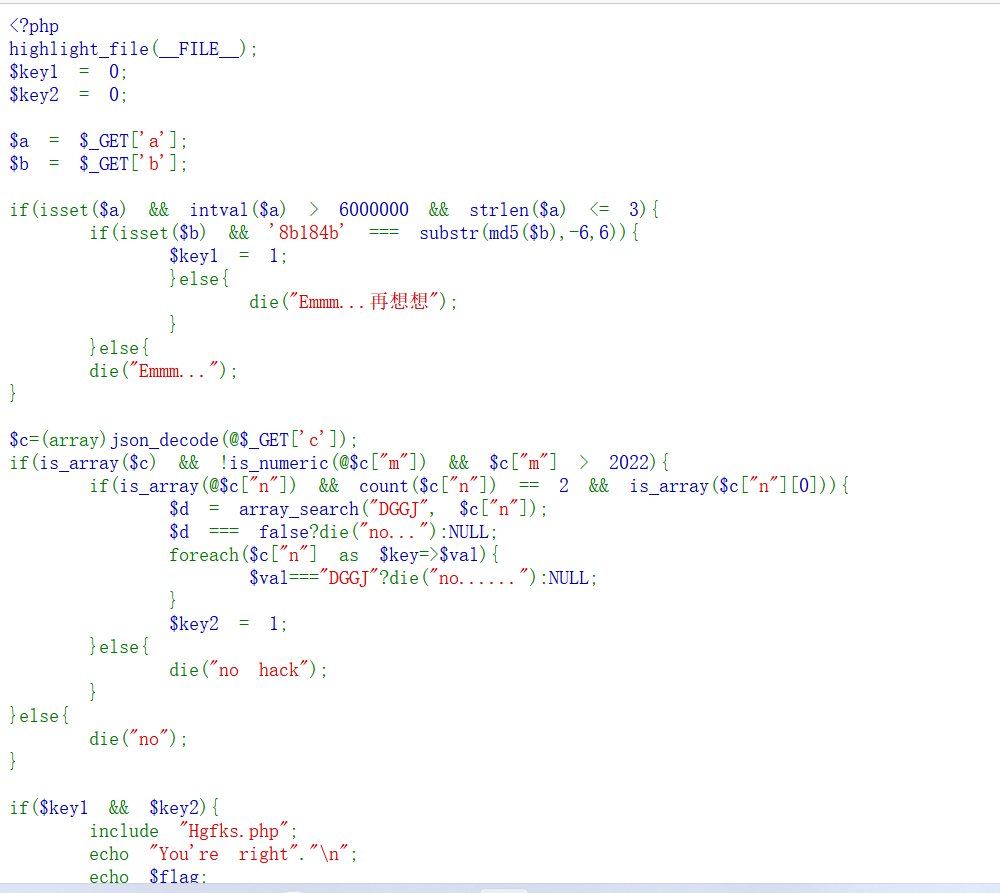 <?php
highlight_file(__FILE__);
$key1 = 0;
$key2 = 0;

$a = $_GET['a'];
$b = $_GET['b'];

if(isset($a) && intval($a) > 6000000 && strlen($a) <= 3){
        if(isset($b) && '8b184b' === substr(md5($b),-6,6)){
                $key1 = 1;
                }else{
                        die("Emmm...再想想");
                }
        }else{
        die("Emmm...");
}

$c=(array)json_decode(@$_GET['c']);
if(is_array($c) && !is_numeric(@$c["m"]) && $c["m"] > 2022){
        if(is_array(@$c["n"]) && count($c["n"]) == 2 && is_array($c["n"][0])){
                $d = array_search("DGGJ", $c["n"]);
                $d === false?die("no..."):NULL;
                foreach($c["n"] as $key=>$val){
                        $val==="DGGJ"?die("no......"):NULL;
                }
                $key2 = 1;
        }else{
                die("no hack");
        }
}else{
        die("no");
}

if($key1 && $key2){
        include "Hgfks.php";
        echo "You're right"."\n";
        echo $flag;